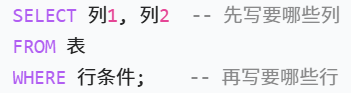 SELECT 列1, 列2  -- 先写要哪些列
FROM 表
WHERE 行条件;    -- 再写要哪些行